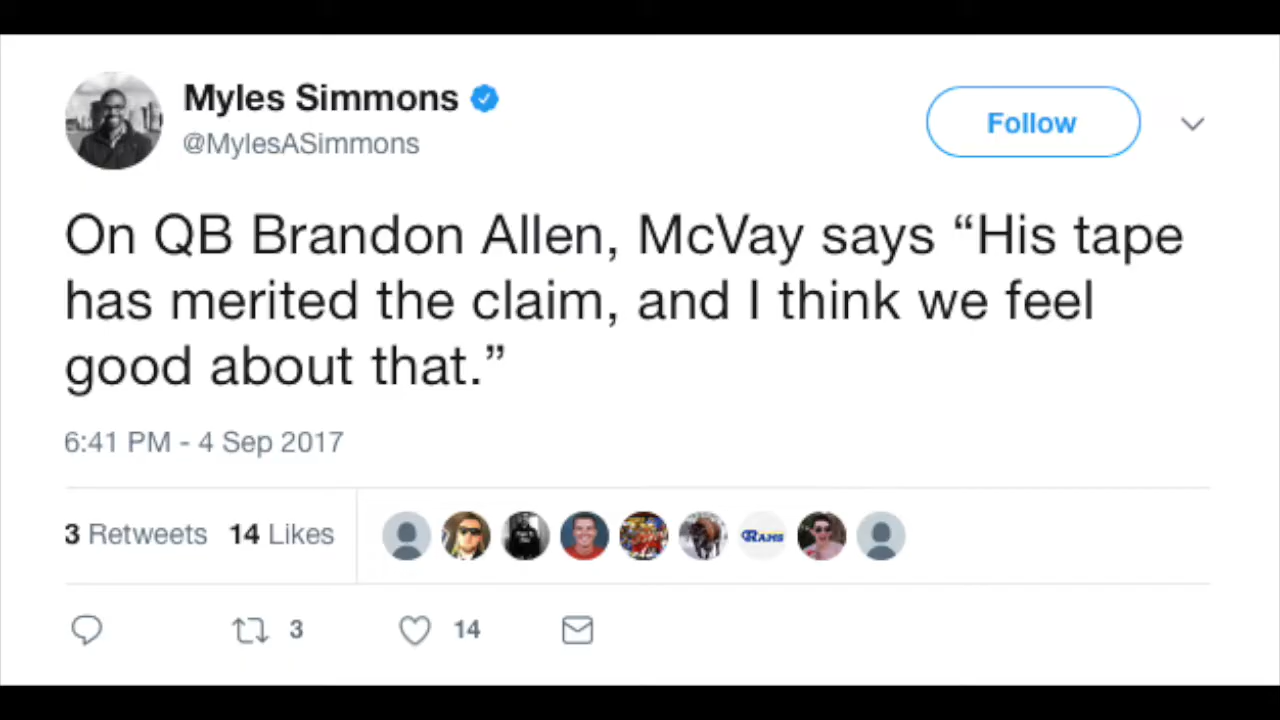 Myles Simmons
@MylesASimmons
Follow
On QB Brandon Allen, McVay says “His tape
has merited the claim, and I think we feel
good about that.”
6:41 PM - 4 Sep 2017
3 Retweets 14 Likes
RAMS
3 14